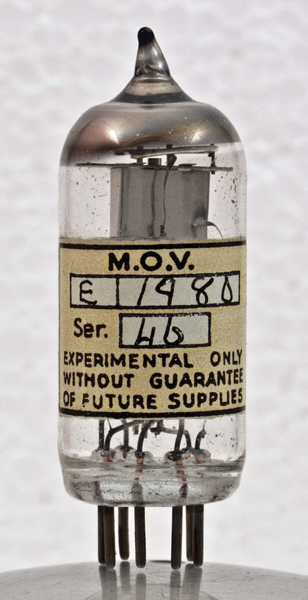 M.O.V.
E 1480
Ser. 46
EXPERIMENTAL ONLY
WITHOUT GUARANTEE
OF FUTURE SUPPLIES